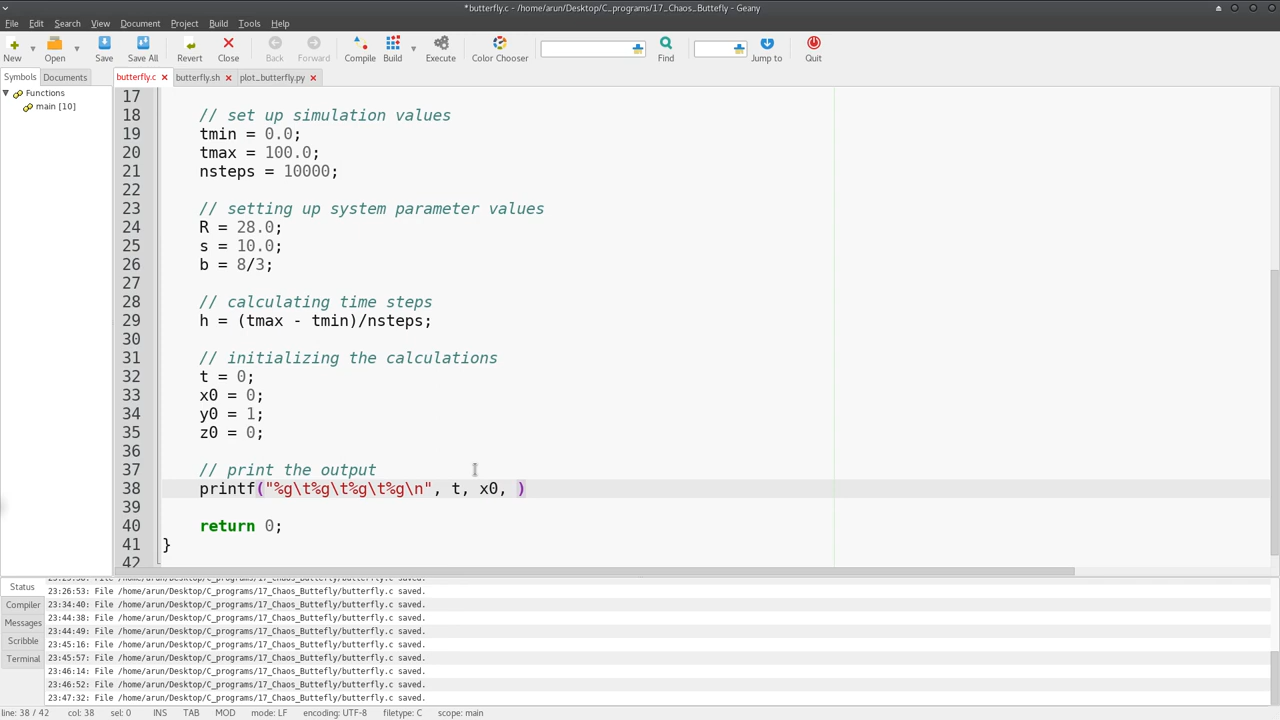 *butterfly.c - /home/arun/Desktop/C_programs/17_Chaos_Buttefly - Geany
File Edit Search View Document Project Build Tools Help
New Open Save Save All Revert Close Back Forward Compile Build Execute Color Chooser Find Jump to Quit
Symbols Documents butterfly.c butterfly.sh plot_butterfly.py
Functions
main [10]
17
18 // set up simulation values
19 tmin = 0.0;
20 tmax = 100.0;
21 nsteps = 10000;
22
23 // setting up system parameter values
24 R = 28.0;
25 s = 10.0;
26 b = 8/3;
27
28 // calculating time steps
29 h = (tmax - tmin)/nsteps;
30
31 // initializing the calculations
32 t = 0;
33 x0 = 0;
34 y0 = 1;
35 z0 = 0;
36
37 // print the output
38 printf("%g\t%g\t%g\t%g\n", t, x0, )
39
40 return 0;
41 }
42
Status
Compiler
Messages
Scribble
Terminal
23:26:53: File /home/arun/Desktop/C_programs/17_Chaos_Buttefly/butterfly.c saved.
23:34:40: File /home/arun/Desktop/C_programs/17_Chaos_Buttefly/butterfly.c saved.
23:44:38: File /home/arun/Desktop/C_programs/17_Chaos_Buttefly/butterfly.c saved.
23:44:49: File /home/arun/Desktop/C_programs/17_Chaos_Buttefly/butterfly.c saved.
23:45:16: File /home/arun/Desktop/C_programs/17_Chaos_Buttefly/butterfly.c saved.
23:45:57: File /home/arun/Desktop/C_programs/17_Chaos_Buttefly/butterfly.c saved.
23:46:14: File /home/arun/Desktop/C_programs/17_Chaos_Buttefly/butterfly.c saved.
23:46:52: File /home/arun/Desktop/C_programs/17_Chaos_Buttefly/butterfly.c saved.
23:47:32: File /home/arun/Desktop/C_programs/17_Chaos_Buttefly/butterfly.c saved.
line: 38 / 42 col: 38 sel: 0 INS TAB MOD mode: LF encoding: UTF-8 filetype: C scope: main